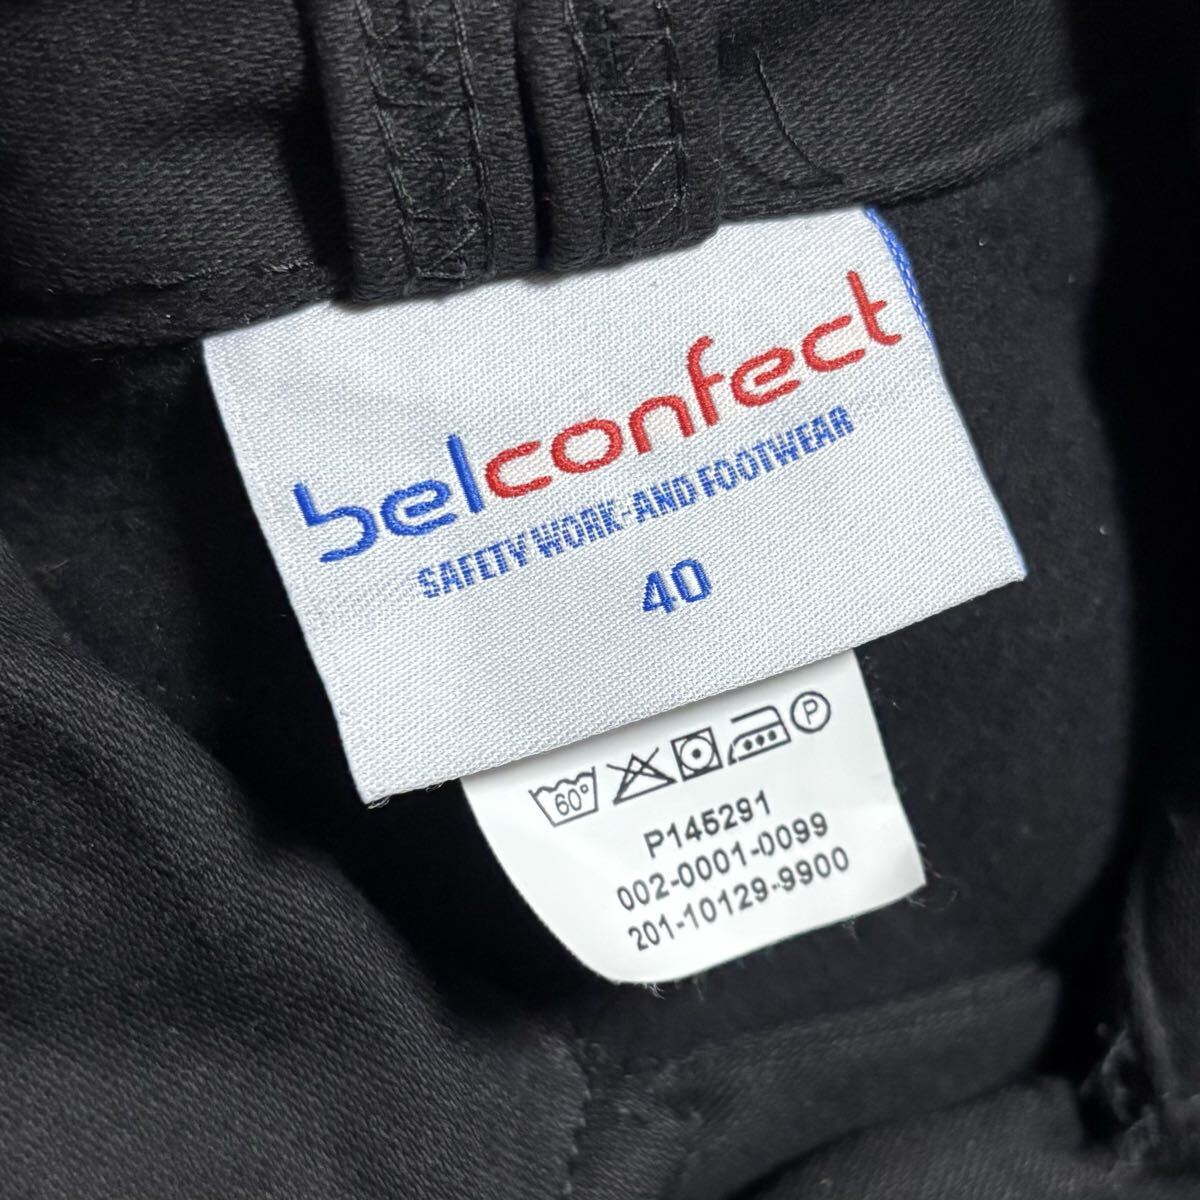 belconfect
SAFETY WORK- AND FOOTWEAR
40
60° P
P145291
002-0001-0099
201-10129-9900